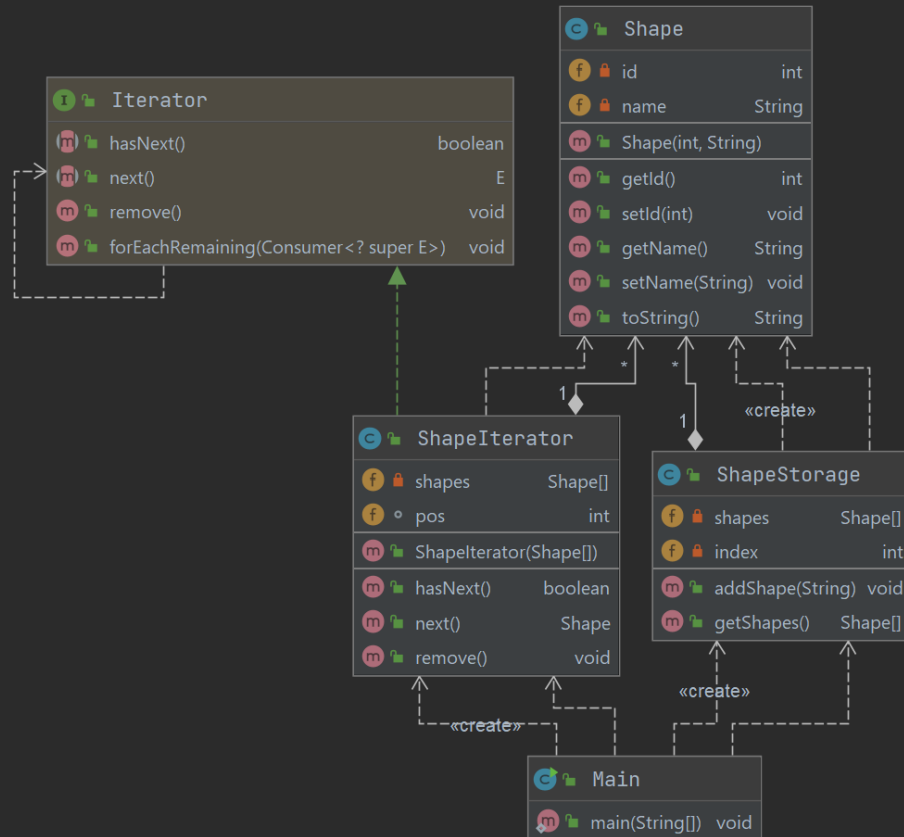 Shape
id int
name String
Shape(int, String)
getId() int
setId(int) void
getName() String
setName(String) void
toString() String
I Iterator
m hasNext() boolean
m next() E
m remove() void
m forEachRemaining(Consumer<? super E>) void
*
*
1
1
«create»
C ShapeIterator
f shapes Shape[]
f pos int
m ShapeIterator(Shape[])
m hasNext() boolean
m next() Shape
m remove() void
C ShapeStorage
f shapes Shape[]
f index int
m addShape(String) void
m getShapes() Shape[]
«create»
«create»
C Main
m main(String[]) void